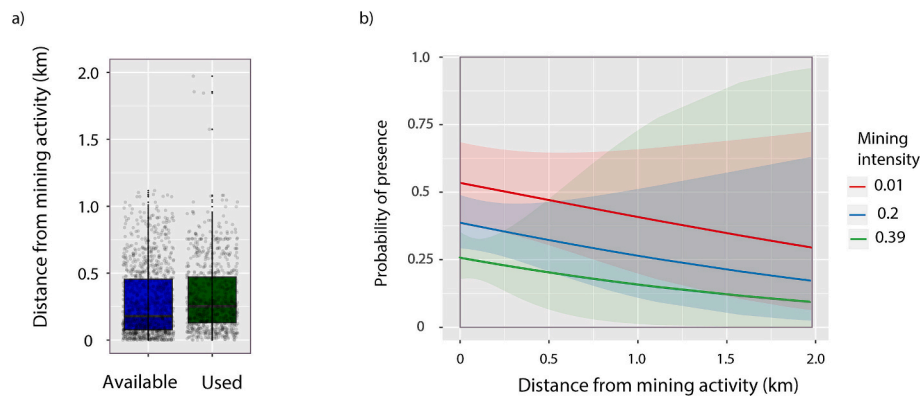 a)
Distance from mining activity (km)
2.0
1.5
1.0
0.5
0
Available
Used
b)
Probability of presence
1.0
0.75
0.5
0.25
0
0
0.5
1.0
1.5
2.0
Distance from mining activity (km)
Mining
intensity
0.01
0.2
0.39